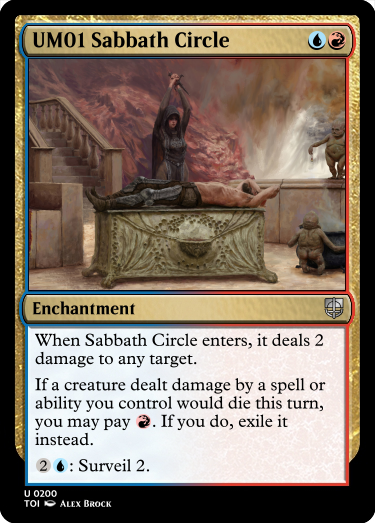 UM01 Sabbath Circle
Enchantment
When Sabbath Circle enters, it deals 2
damage to any target.
If a creature dealt damage by a spell or
ability you control would die this turn,
you may pay R. If you do, exile it
instead.
2U: Surveil 2.
U 0200
TOI Alex Brock